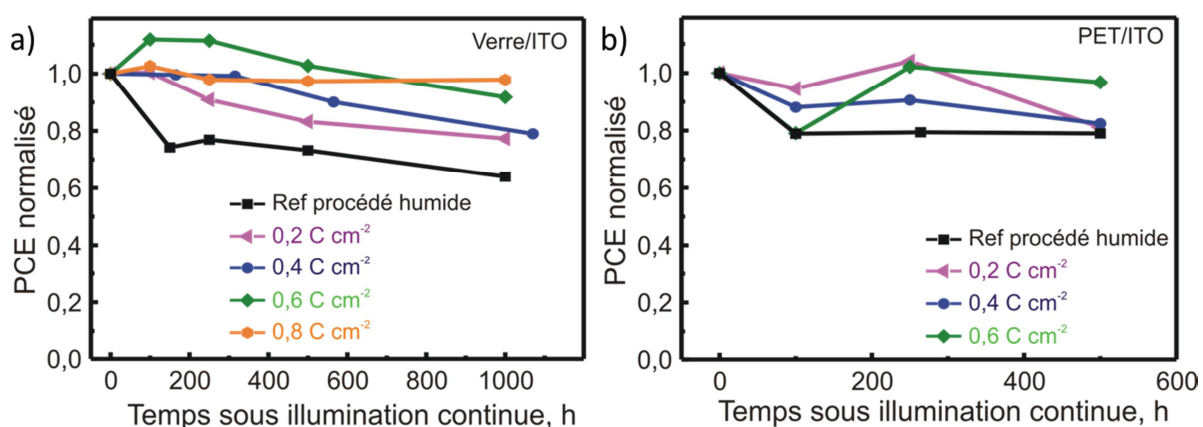 a)
Verre/ITO
PCE normalisé
1,0
0,8
0,6
0,4
0,2
0,0
Ref procédé humide
0,2 C cm⁻²
0,4 C cm⁻²
0,6 C cm⁻²
0,8 C cm⁻²
0 200 400 600 800 1000
Temps sous illumination continue, h
b)
PET/ITO
PCE normalisé
1,0
0,8
0,6
0,4
0,2
0,0
Ref procédé humide
0,2 C cm⁻²
0,4 C cm⁻²
0,6 C cm⁻²
0 200 400 600
Temps sous illumination continue, h